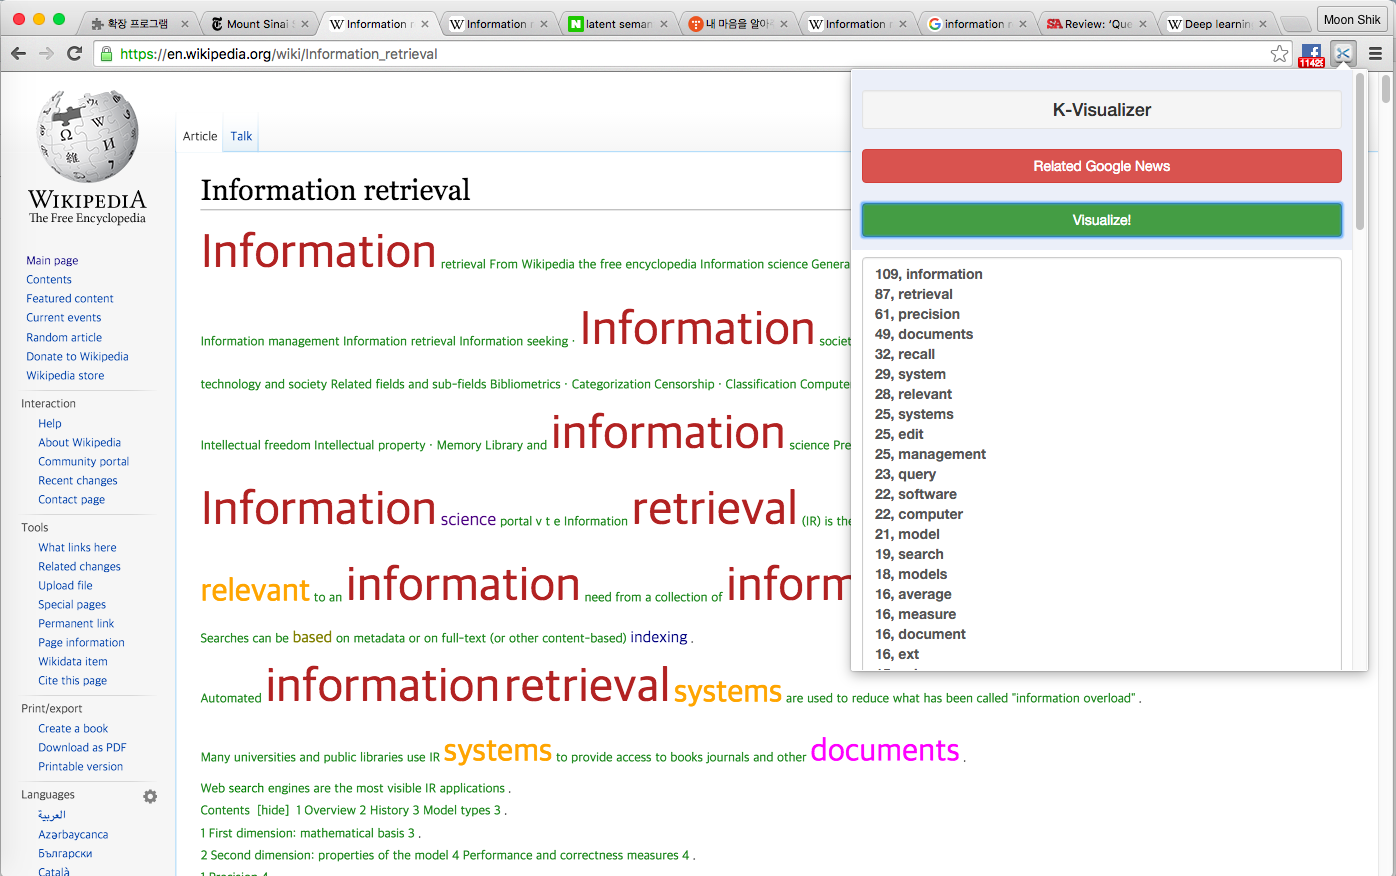 확장 프로그램
Mount Sinai
Information r
Information r
latent seman
내 마음을 알아
Information r
information r
Review: ‘Que
Deep learning
Moon Shik
https://en.wikipedia.org/wiki/Information_retrieval
WIKIPEDIA
The Free Encyclopedia
Main page
Contents
Featured content
Current events
Random article
Donate to Wikipedia
Wikipedia store
Interaction
Help
About Wikipedia
Community portal
Recent changes
Contact page
Tools
What links here
Related changes
Upload file
Special pages
Permanent link
Page information
Wikidata item
Cite this page
Print/export
Create a book
Download as PDF
Printable version
Languages
العربية
Azərbaycanca
Български
Català
Article
Talk
Information retrieval
Information retrieval From Wikipedia the free encyclopedia Information science Genera
Information management Information retrieval Information seeking · Information societ
technology and society Related fields and sub-fields Bibliometrics · Categorization Censorship · Classification Compute
Intellectual freedom Intellectual property · Memory Library and information science Pre
Information science portal v t e Information retrieval (IR) is the
relevant to an information need from a collection of inform
Searches can be based on metadata or on full-text (or other content-based) indexing .
Automated information retrieval systems are used to reduce what has been called "information overload" .
Many universities and public libraries use IR systems to provide access to books journals and other documents .
Web search engines are the most visible IR applications .
Contents [hide] 1 Overview 2 History 3 Model types 3 .
1 First dimension: mathematical basis 3 .
2 Second dimension: properties of the model 4 Performance and correctness measures 4 .
1 Precision 4
K-Visualizer
Related Google News
Visualize!
109, information
87, retrieval
61, precision
49, documents
32, recall
29, system
28, relevant
25, systems
25, edit
25, management
23, query
22, software
22, computer
21, model
19, search
18, models
16, average
16, measure
16, document
16, ext